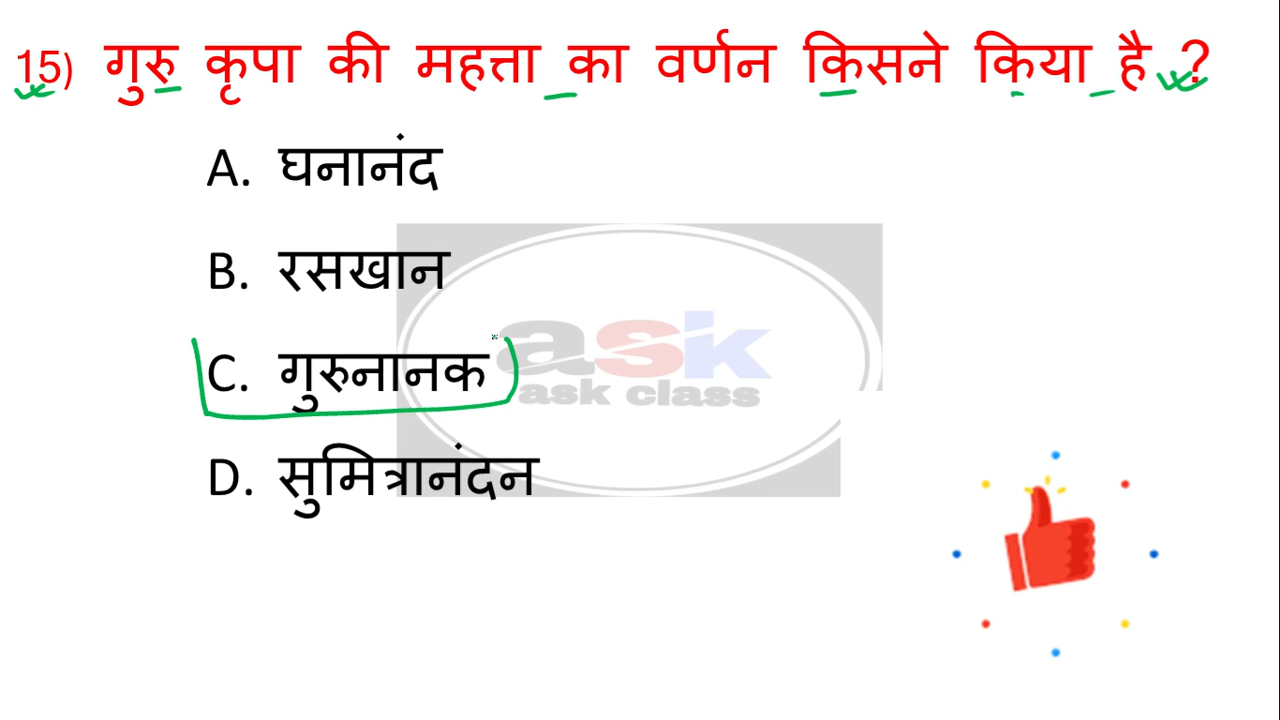 15) गुरु कृपा की महत्ता का वर्णन किसने किया है ?
A. घनानंद
B. रसखान
C. गुरुनानक
D. सुमित्रानंदन
ask
ask class